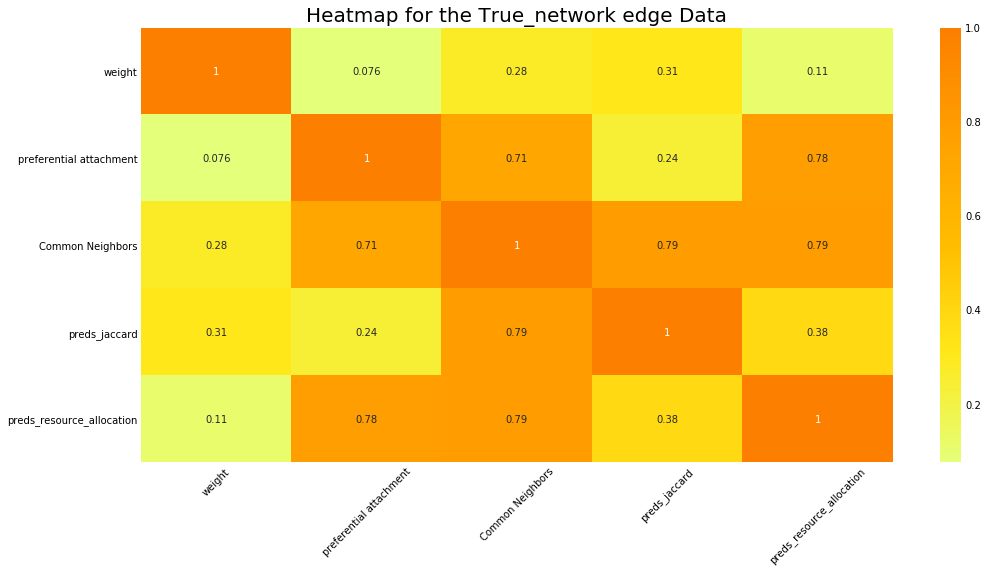 Heatmap for the True_network edge Data
weight 1 0.076 0.28 0.31 0.11
preferential attachment 0.076 1 0.71 0.24 0.78
Common Neighbors 0.28 0.71 1 0.79 0.79
preds_jaccard 0.31 0.24 0.79 1 0.38
preds_resource_allocation 0.11 0.78 0.79 0.38 1
weight
preferential attachment
Common Neighbors
preds_jaccard
preds_resource_allocation
1.0
0.8
0.6
0.4
0.2